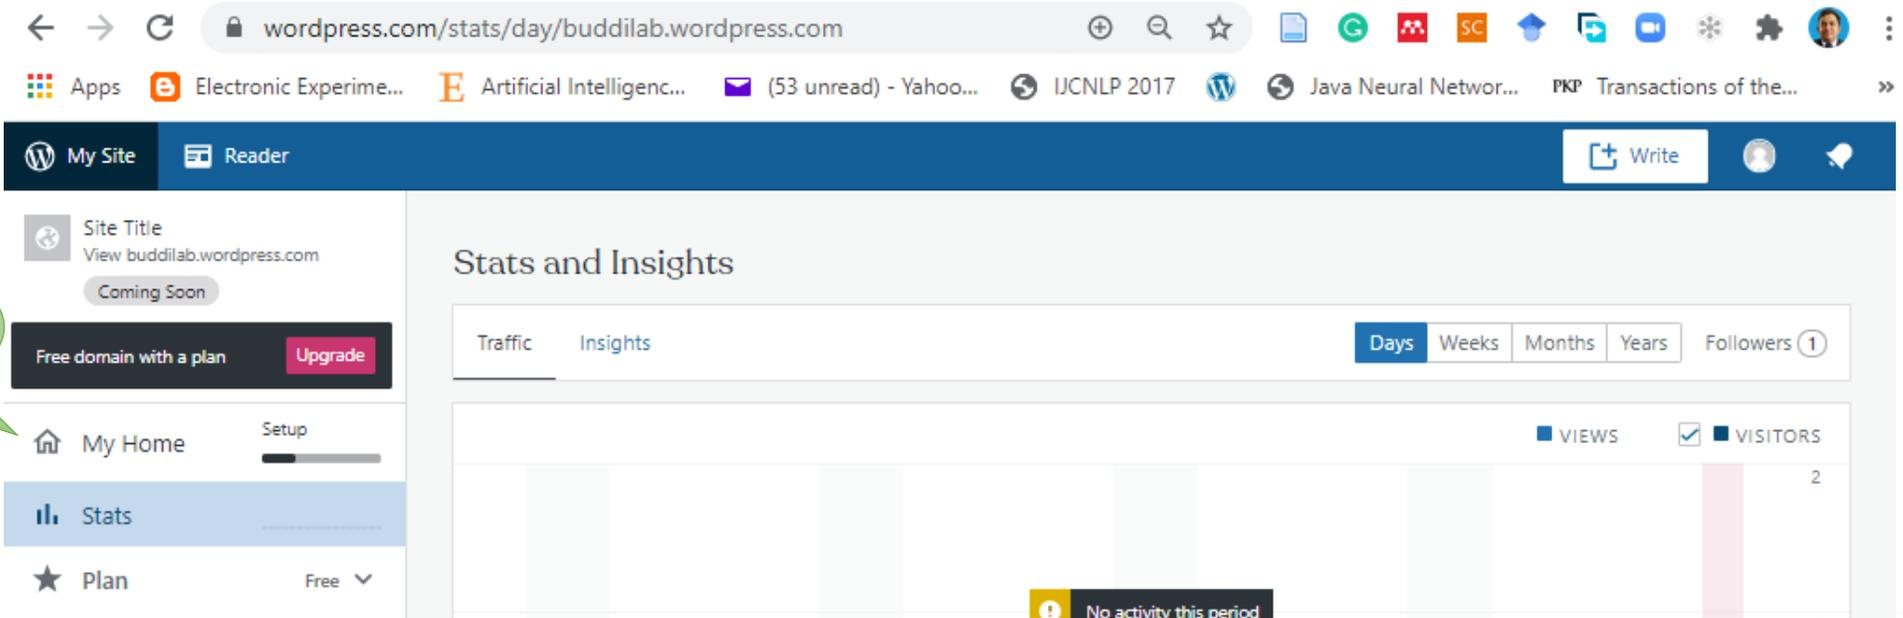 wordpress.com/stats/day/buddilab.wordpress.com
SC
Apps Electronic Experime... E Artificial Intelligenc... (53 unread) - Yahoo... IJCNLP 2017 Java Neural Networ... PKP Transactions of the... »
My Site Reader Write
Site Title
View buddilab.wordpress.com
Coming Soon
Free domain with a plan Upgrade
My Home Setup
Stats
Plan Free
Stats and Insights
Traffic Insights Days Weeks Months Years Followers 1
VIEWS VISITORS
2
No activity this period